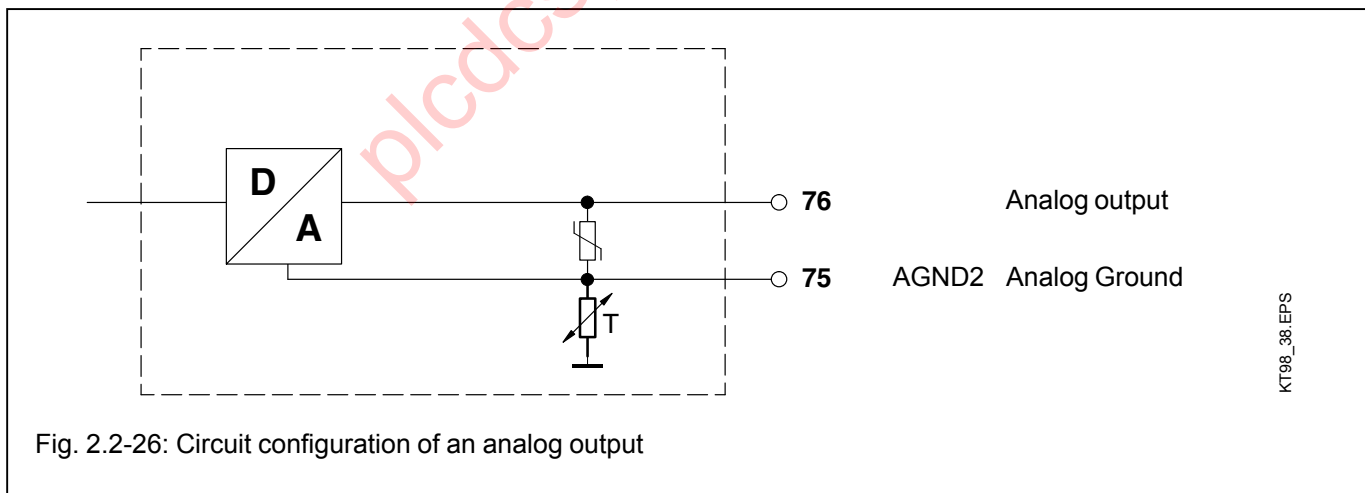 plcdcs
D
A
76 Analog output
75 AGND2 Analog Ground
T
KT98_38.EPS
Fig. 2.2-26: Circuit configuration of an analog output